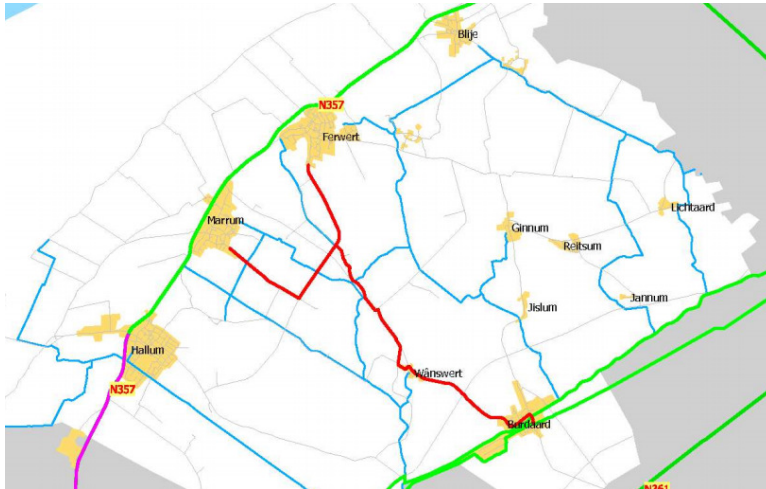 Blije
N357
Ferwert
Lichtaard
Marrum
Ginnum
Reitsum
Jannum
Jislum
Hallum
Wânswert
N357
Burdaard
N361